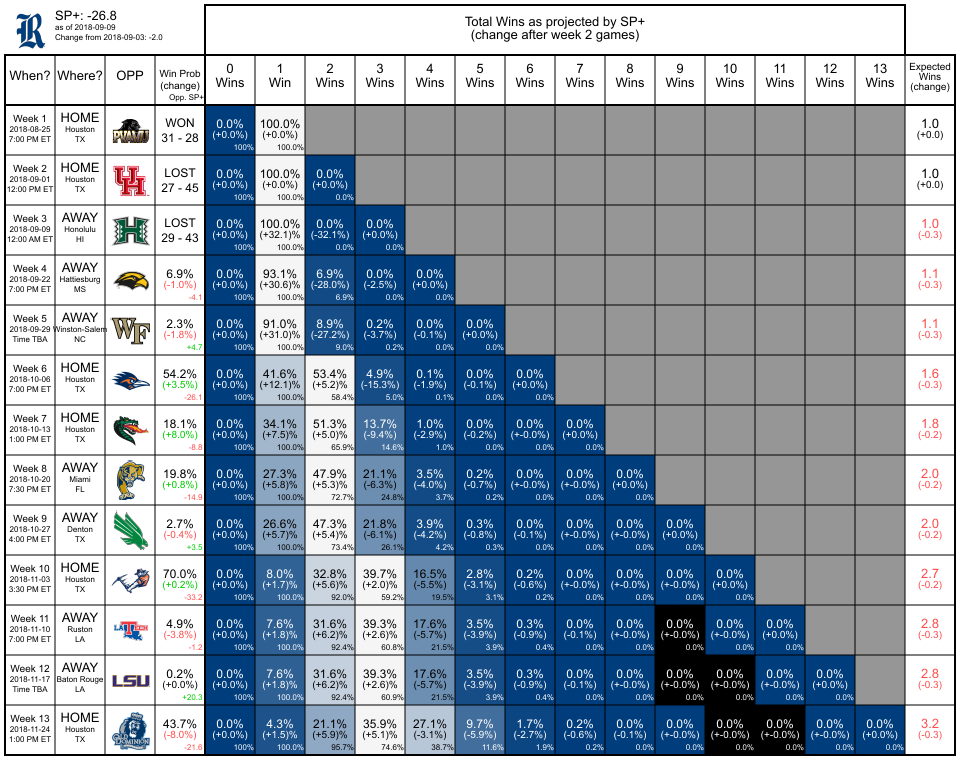 SP+: -26.8
as of 2018-09-09
Change from 2018-09-03: -2.0
Total Wins as projected by SP+
(change after week 2 games)
When? Where? OPP Win Prob (change) Opp. SP+ 0 Wins 1 Win 2 Wins 3 Wins 4 Wins 5 Wins 6 Wins 7 Wins 8 Wins 9 Wins 10 Wins 11 Wins 12 Wins 13 Wins Expected Wins (change)
Week 1 HOME WON 0.0% 100.0% 1.0
2018-08-25 Houston PVAMU 31 - 28 (+0.0%) (+0.0%) (+0.0)
7:00 PM ET TX 100% 100.0%
Week 2 HOME LOST 0.0% 100.0% 0.0% 1.0
2018-09-01 Houston UH 27 - 45 (+0.0%) (+0.0%) (+0.0%) (+0.0)
12:00 PM ET TX 100% 100.0% 0.0%
Week 3 AWAY LOST 0.0% 100.0% 0.0% 0.0% 1.0
2018-09-09 Honolulu H 29 - 43 (+0.0%) (+32.1)% (-32.1%) (+0.0%) (-0.3)
12:00 AM ET HI 100% 100.0% 0.0% 0.0%
Week 4 AWAY 6.9% 0.0% 93.1% 6.9% 0.0% 0.0% 1.1
2018-09-22 Hattiesburg (-1.0%) (+0.0%) (+30.6)% (-28.0%) (-2.5%) (+0.0%) (-0.3)
7:00 PM ET MS -4.1 100% 100.0% 6.9% 0.0% 0.0%
Week 5 AWAY 2.3% 0.0% 91.0% 8.9% 0.2% 0.0% 0.0% 1.1
2018-09-29 Winston-Salem WF (-1.8%) (+0.0%) (+31.0)% (-27.2%) (-3.7%) (-0.1%) (+0.0%) (-0.3)
Time TBA NC +4.7 100% 100.0% 9.0% 0.2% 0.0% 0.0%
Week 6 HOME 54.2% 0.0% 41.6% 53.4% 4.9% 0.1% 0.0% 0.0% 1.6
2018-10-06 Houston (+3.5%) (+0.0%) (+12.1)% (+5.2%) (-15.3%) (-1.9%) (-0.1%) (+0.0%) (-0.3)
7:00 PM ET TX -26.1 100% 100.0% 58.4% 5.0% 0.1% 0.0% 0.0%
Week 7 HOME 18.1% 0.0% 34.1% 51.3% 13.7% 1.0% 0.0% 0.0% 0.0% 1.8
2018-10-13 Houston (+8.0%) (+0.0%) (+7.5)% (+5.0%) (-9.4%) (-2.9%) (-0.2%) (+-0.0%) (+0.0%) (-0.2)
1:00 PM ET TX -8.8 100% 100.0% 65.9% 14.6% 1.0% 0.0% 0.0% 0.0%
Week 8 AWAY 19.8% 0.0% 27.3% 47.9% 21.1% 3.5% 0.2% 0.0% 0.0% 0.0% 2.0
2018-10-20 Miami (+0.8%) (+0.0%) (+5.8)% (+5.3%) (-6.3%) (-4.0%) (-0.7%) (+-0.0%) (+-0.0%) (+0.0%) (-0.2)
7:30 PM ET FL -14.9 100% 100.0% 72.7% 24.8% 3.7% 0.2% 0.0% 0.0% 0.0%
Week 9 AWAY 2.7% 0.0% 26.6% 47.3% 21.8% 3.9% 0.3% 0.0% 0.0% 0.0% 0.0% 2.0
2018-10-27 Denton (-0.4%) (+0.0%) (+5.7)% (+5.4%) (-6.1%) (-4.2%) (-0.8%) (-0.1%) (+-0.0%) (+-0.0%) (+0.0%) (-0.2)
4:00 PM ET TX +3.5 100% 100.0% 73.4% 26.1% 4.2% 0.3% 0.0% 0.0% 0.0% 0.0%
Week 10 HOME 70.0% 0.0% 8.0% 32.8% 39.7% 16.5% 2.8% 0.2% 0.0% 0.0% 0.0% 0.0% 2.7
2018-11-03 Houston (+0.2%) (+0.0%) (+1.7)% (+5.6%) (+2.0%) (-5.5%) (-3.1%) (-0.6%) (+-0.0%) (+-0.0%) (+-0.0%) (+0.0%) (-0.2)
3:30 PM ET TX -33.2 100% 100.0% 92.0% 59.2% 19.5% 3.1% 0.2% 0.0% 0.0% 0.0% 0.0%
Week 11 AWAY 4.9% 0.0% 7.6% 31.6% 39.3% 17.6% 3.5% 0.3% 0.0% 0.0% 0.0% 0.0% 0.0% 2.8
2018-11-10 Ruston LA TECH (-3.8%) (+0.0%) (+1.8)% (+6.2%) (+2.6%) (-5.7%) (-3.9%) (-0.9%) (-0.1%) (+-0.0%) (+-0.0%) (+-0.0%) (+0.0%) (-0.3)
7:00 PM ET LA -1.2 100% 100.0% 92.4% 60.8% 21.5% 3.9% 0.4% 0.0% 0.0% 0.0% 0.0% 0.0%
Week 12 AWAY 0.2% 0.0% 7.6% 31.6% 39.3% 17.6% 3.5% 0.3% 0.0% 0.0% 0.0% 0.0% 0.0% 0.0% 2.8
2018-11-17 Baton Rouge LSU (+0.0%) (+0.0%) (+1.8)% (+6.2%) (+2.6%) (-5.7%) (-3.9%) (-0.9%) (-0.1%) (+-0.0%) (+-0.0%) (+-0.0%) (+-0.0%) (+0.0%) (-0.3)
Time TBA LA +20.3 100% 100.0% 92.4% 60.9% 21.5% 3.9% 0.4% 0.0% 0.0% 0.0% 0.0% 0.0% 0.0%
Week 13 HOME 43.7% 0.0% 4.3% 21.1% 35.9% 27.1% 9.7% 1.7% 0.2% 0.0% 0.0% 0.0% 0.0% 0.0% 0.0% 3.2
2018-11-24 Houston (-8.0%) (+0.0%) (+1.5)% (+5.9%) (+5.1%) (-3.1%) (-5.9%) (-2.7%) (-0.6%) (-0.1%) (+-0.0%) (+-0.0%) (+-0.0%) (+-0.0%) (+0.0%) (-0.3)
1:00 PM ET TX DOMINION -21.6 100% 100.0% 95.7% 74.6% 38.7% 11.6% 1.9% 0.2% 0.0% 0.0% 0.0% 0.0% 0.0% 0.0%